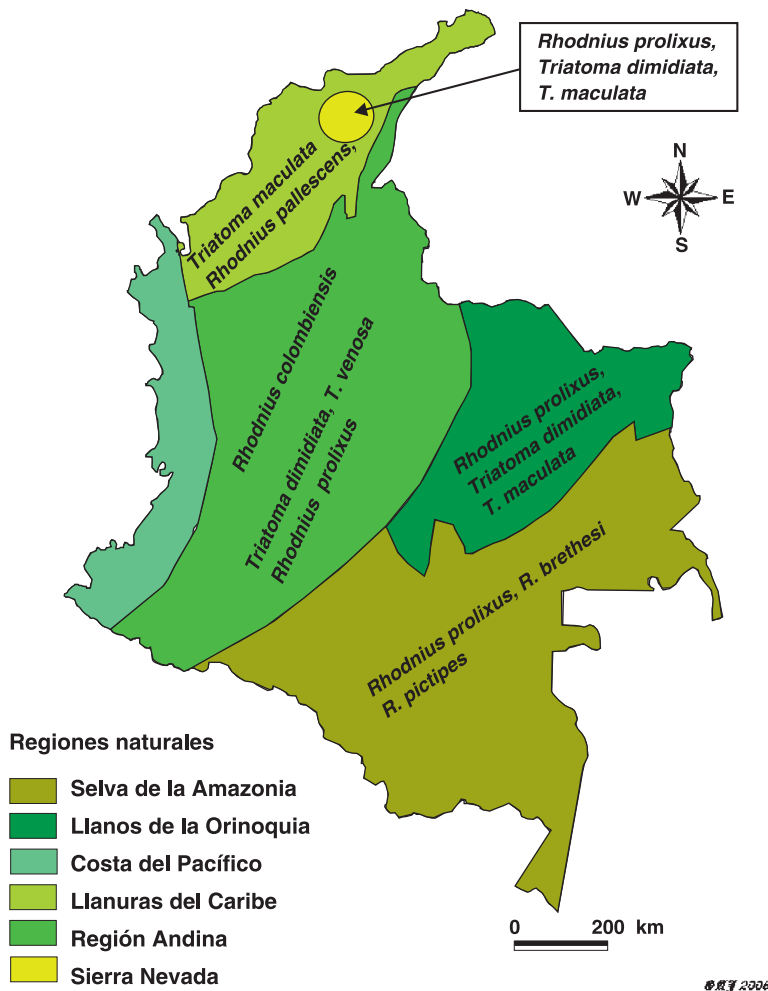 Rhodnius prolixus,
Triatoma dimidiata,
T. maculata
N
W
E
S
Triatoma maculata
Rhodnius pallescens,
Rhodnius colombiensis
Triatoma dimidiata, T. venosa
Rhodnius prolixus
Rhodnius prolixus,
Triatoma dimidiata,
T. maculata
Rhodnius prolixus, R. brethesi
R. pictipes
Regiones naturales
Selva de la Amazonia
Llanos de la Orinoquia
Costa del Pacífico
Llanuras del Caribe
Región Andina
Sierra Nevada
0 200 km
2006